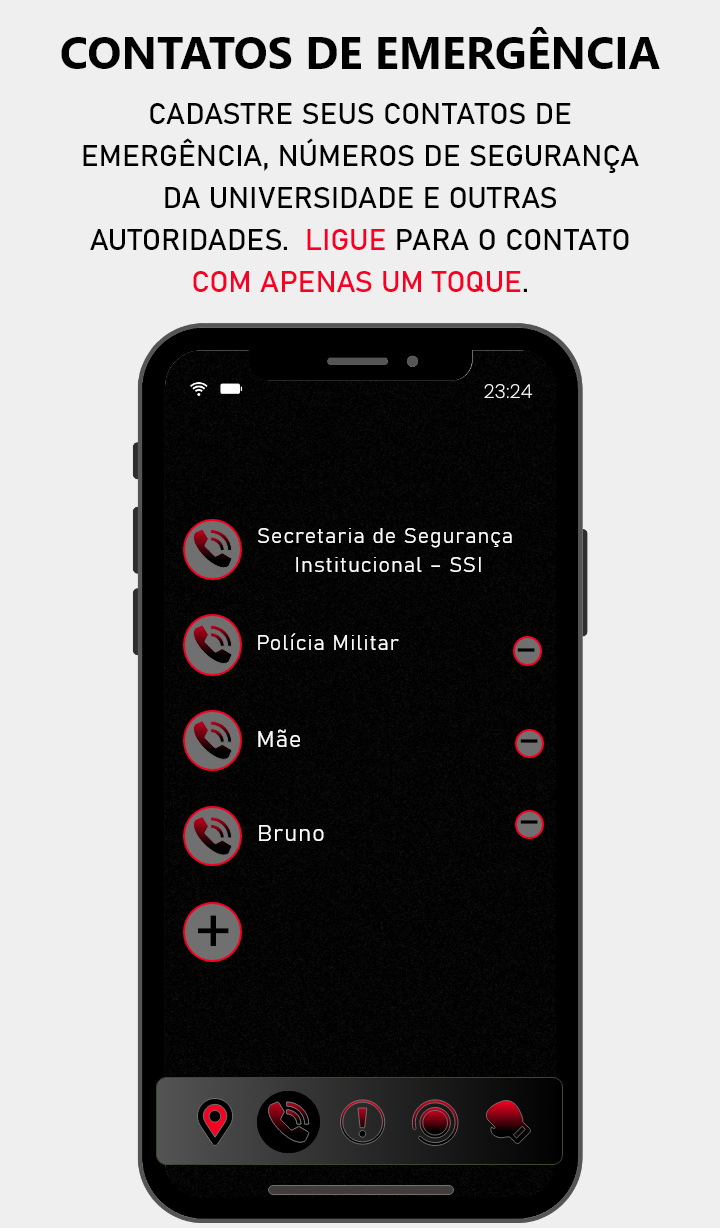 CONTATOS DE EMERGÊNCIA
CADASTRE SEUS CONTATOS DE
EMERGÊNCIA, NÚMEROS DE SEGURANÇA
DA UNIVERSIDADE E OUTRAS
AUTORIDADES. LIGUE PARA O CONTATO
COM APENAS UM TOQUE.
23:24
Secretaria de Segurança
Institucional - SSI
Polícia Militar
Mãe
Bruno